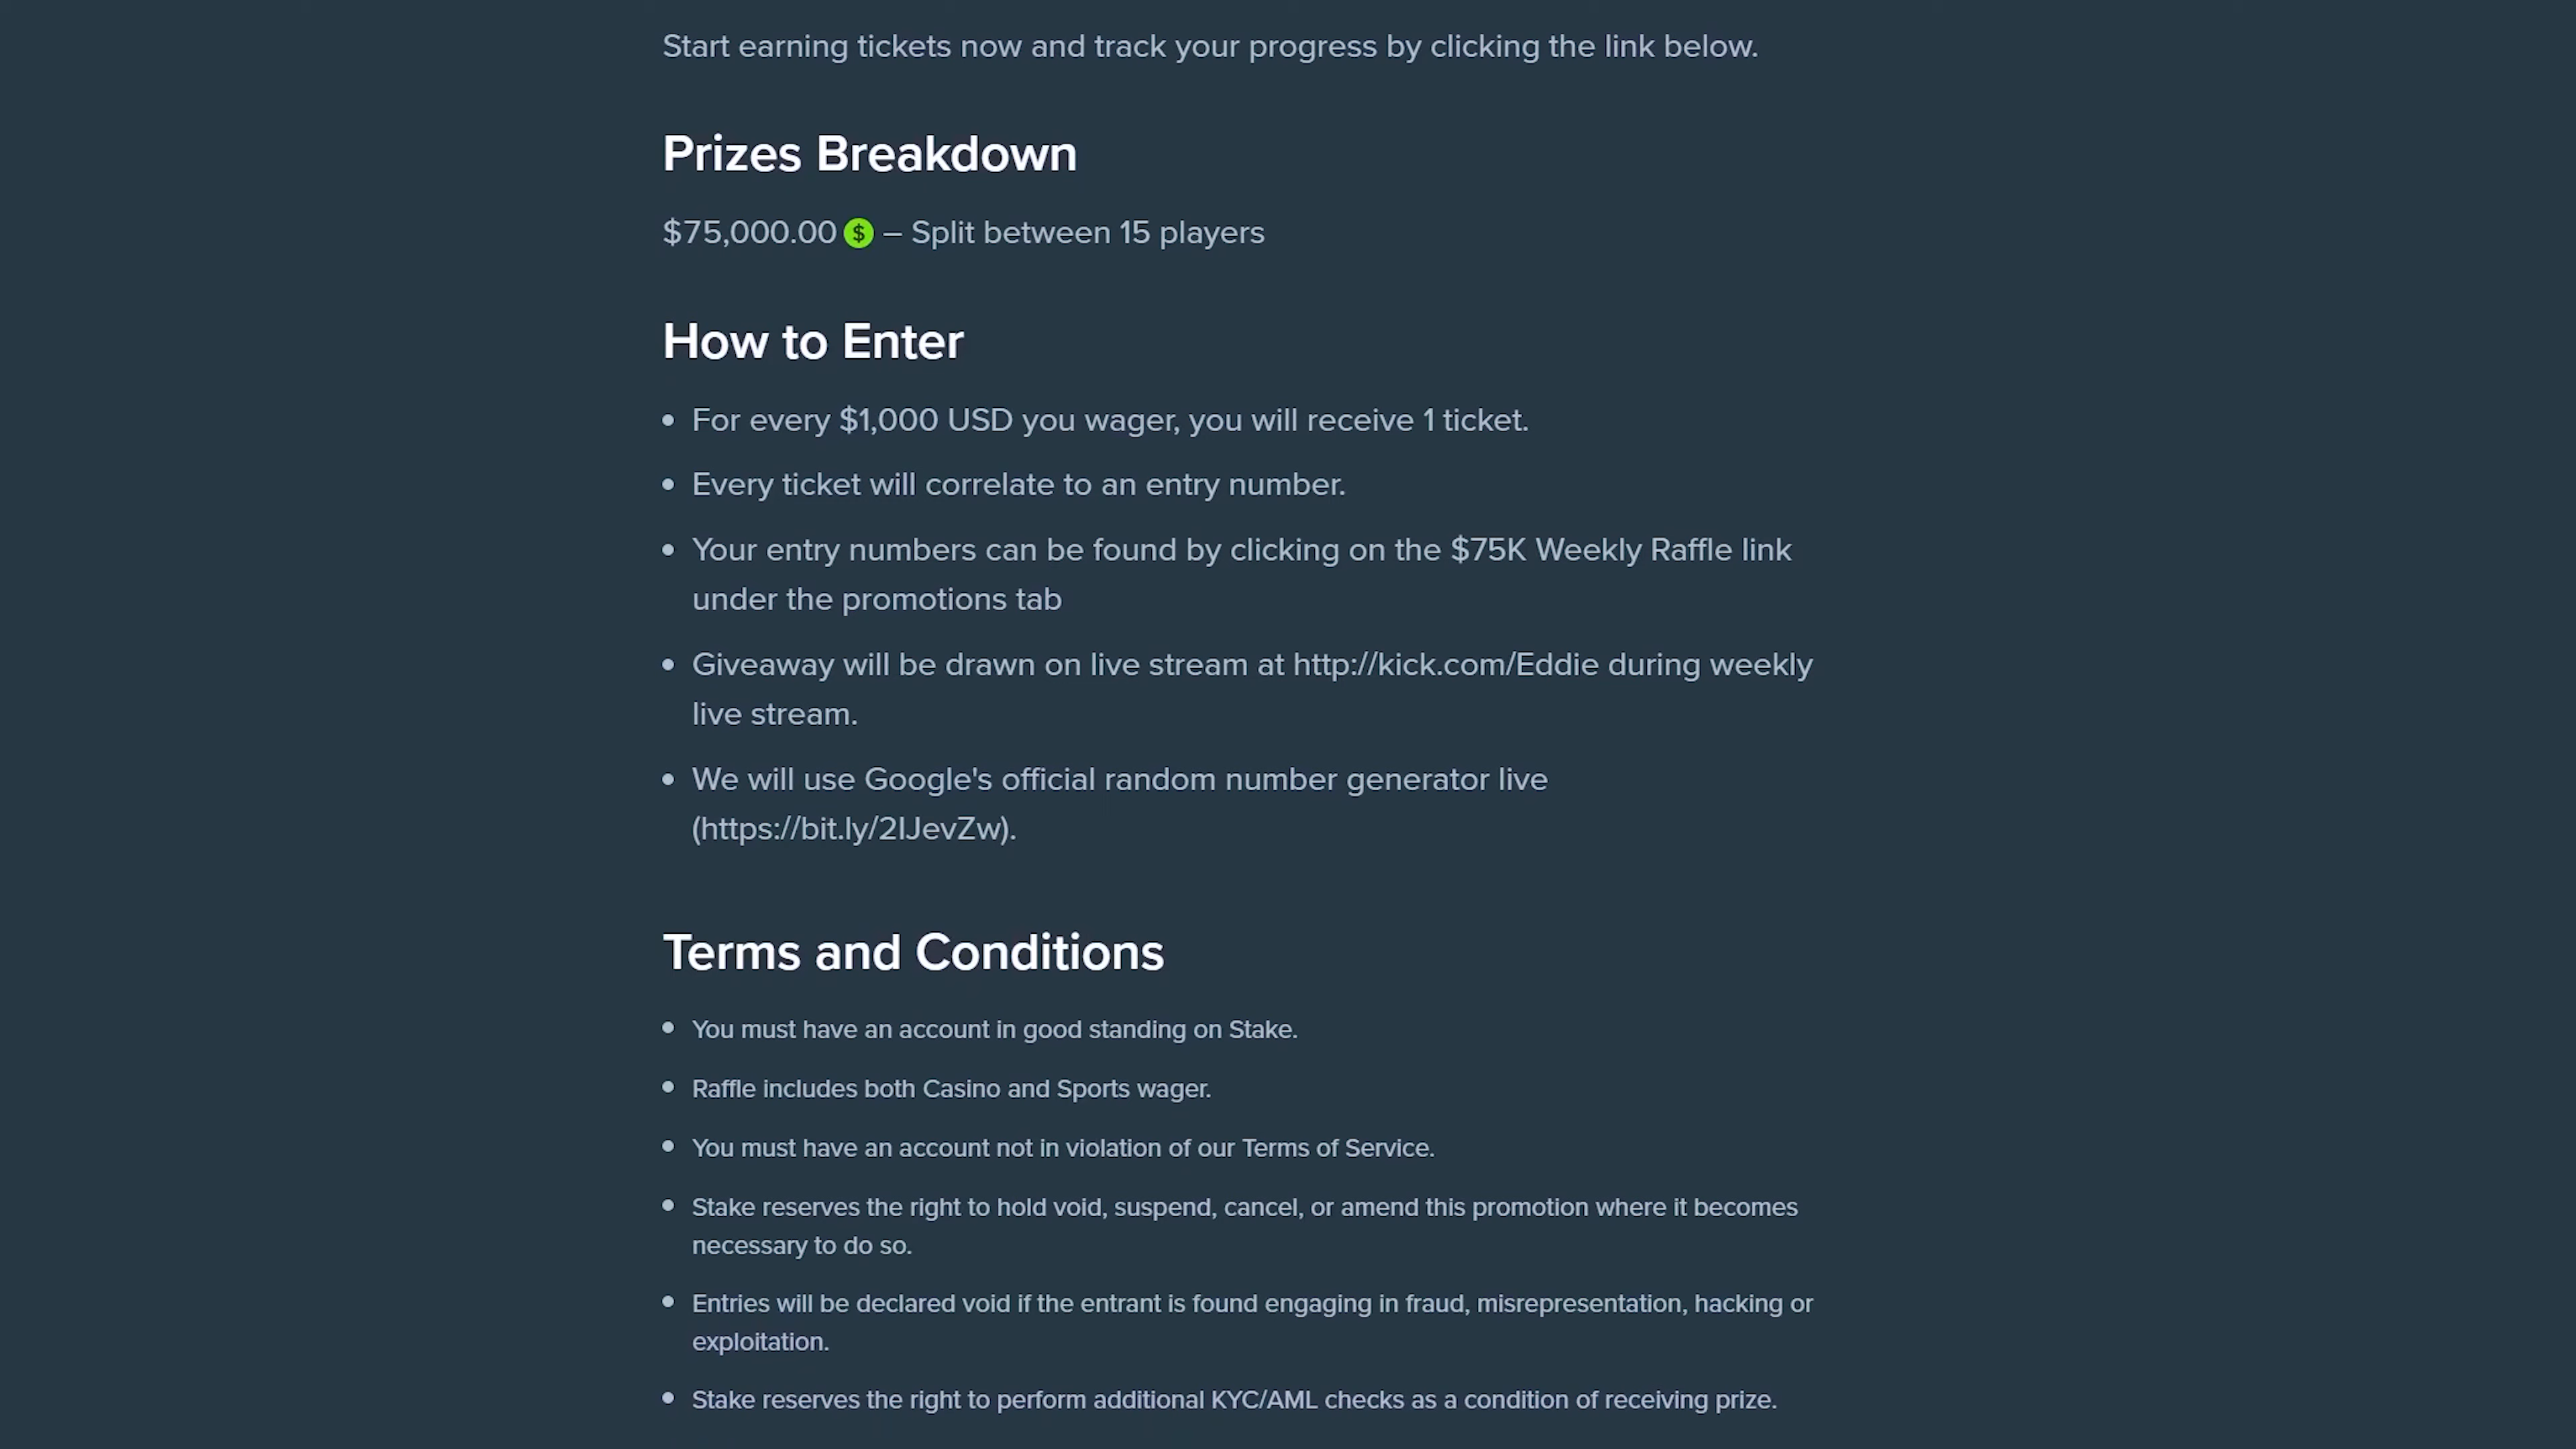 Start earning tickets now and track your progress by clicking the link below.
Prizes Breakdown
$75,000.00 $ – Split between 15 players
How to Enter
• For every $1,000 USD you wager, you will receive 1 ticket.
• Every ticket will correlate to an entry number.
• Your entry numbers can be found by clicking on the $75K Weekly Raffle link
under the promotions tab
• Giveaway will be drawn on live stream at http://kick.com/Eddie during weekly
live stream.
• We will use Google's official random number generator live
(https://bit.ly/2IJevZw).
Terms and Conditions
• You must have an account in good standing on Stake.
• Raffle includes both Casino and Sports wager.
• You must have an account not in violation of our Terms of Service.
• Stake reserves the right to hold void, suspend, cancel, or amend this promotion where it becomes
necessary to do so.
• Entries will be declared void if the entrant is found engaging in fraud, misrepresentation, hacking or
exploitation.
• Stake reserves the right to perform additional KYC/AML checks as a condition of receiving prize.